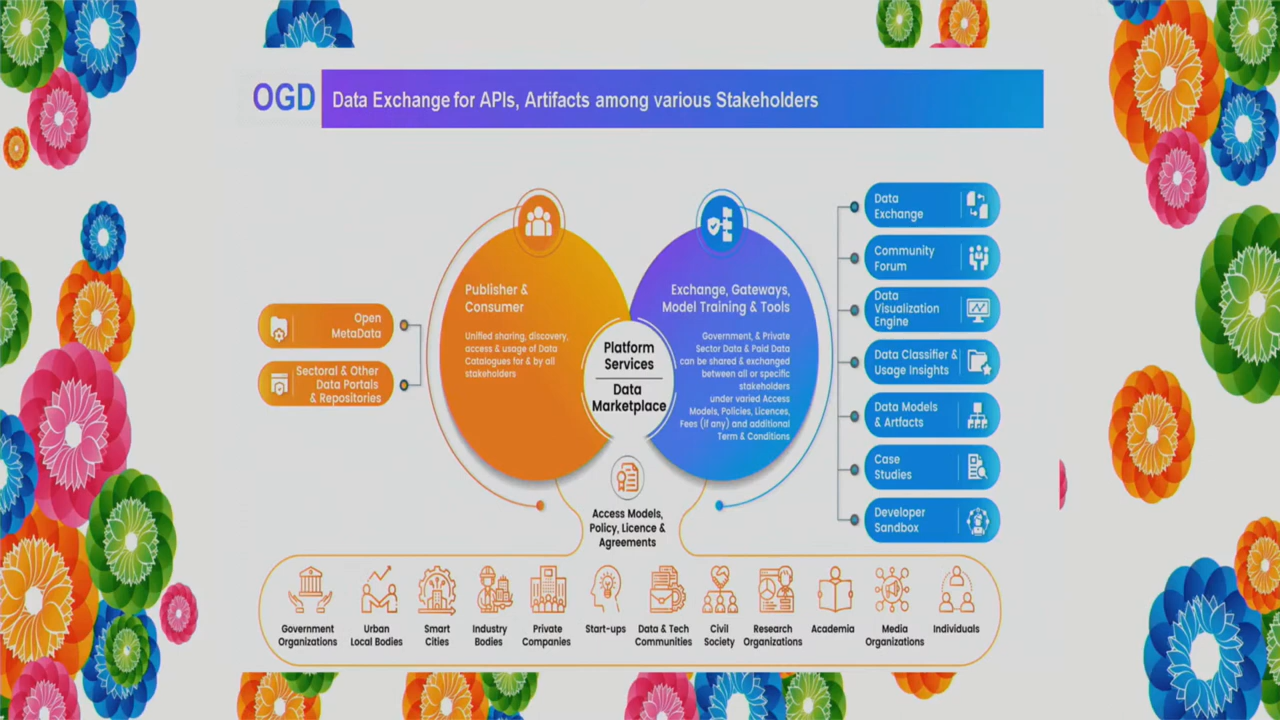 OGD
Data Exchange for APIs, Artifacts among various Stakeholders
Open
MetaData
Sectoral & Other
Data Portals
& Repositories
Publisher &
Consumer
Unified sharing, discovery,
access & usage of Data
Catalogues for & by all
stakeholders
Platform
Services
Data
Marketplace
Exchange, Gateways,
Model Training & Tools
Government, & Private
Sector Data & Paid Data
can be shared & exchanged
between all or specific
stakeholders
under varied Access
Models, Policies, Licences,
Fees (If any) and additional
Term & Conditions
Data
Exchange
Community
Forum
Data
Visualization
Engine
Data Classifier &
Usage Insights
Data Models
& Artfacts
Case
Studies
Developer
Sandbox
Access Models,
Policy, Licence &
Agreements
Government
Organizations
Urban
Local Bodies
Smart
Cities
Industry
Bodies
Private
Companies
Start-ups
Data & Tech
Communities
Civil
Society
Research
Organizations
Academia
Media
Organizations
Individuals